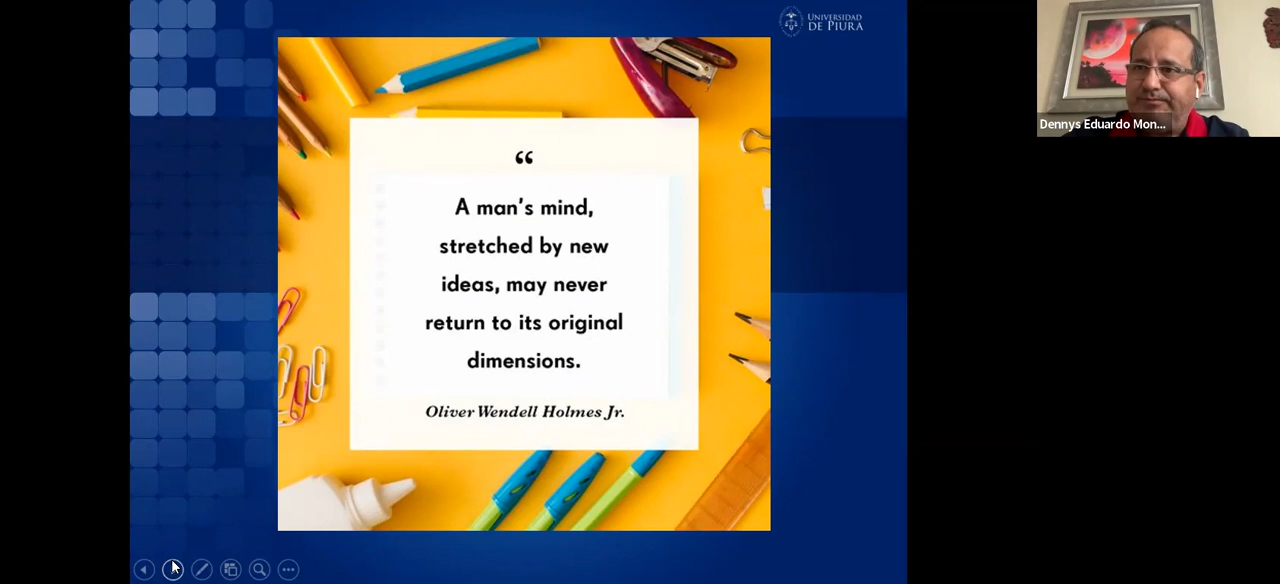 UNIVERSIDAD
DE PIURA
“
A man’s mind,
stretched by new
ideas, may never
return to its original
dimensions.
Oliver Wendell Holmes Jr.
Dennys Eduardo Mon...